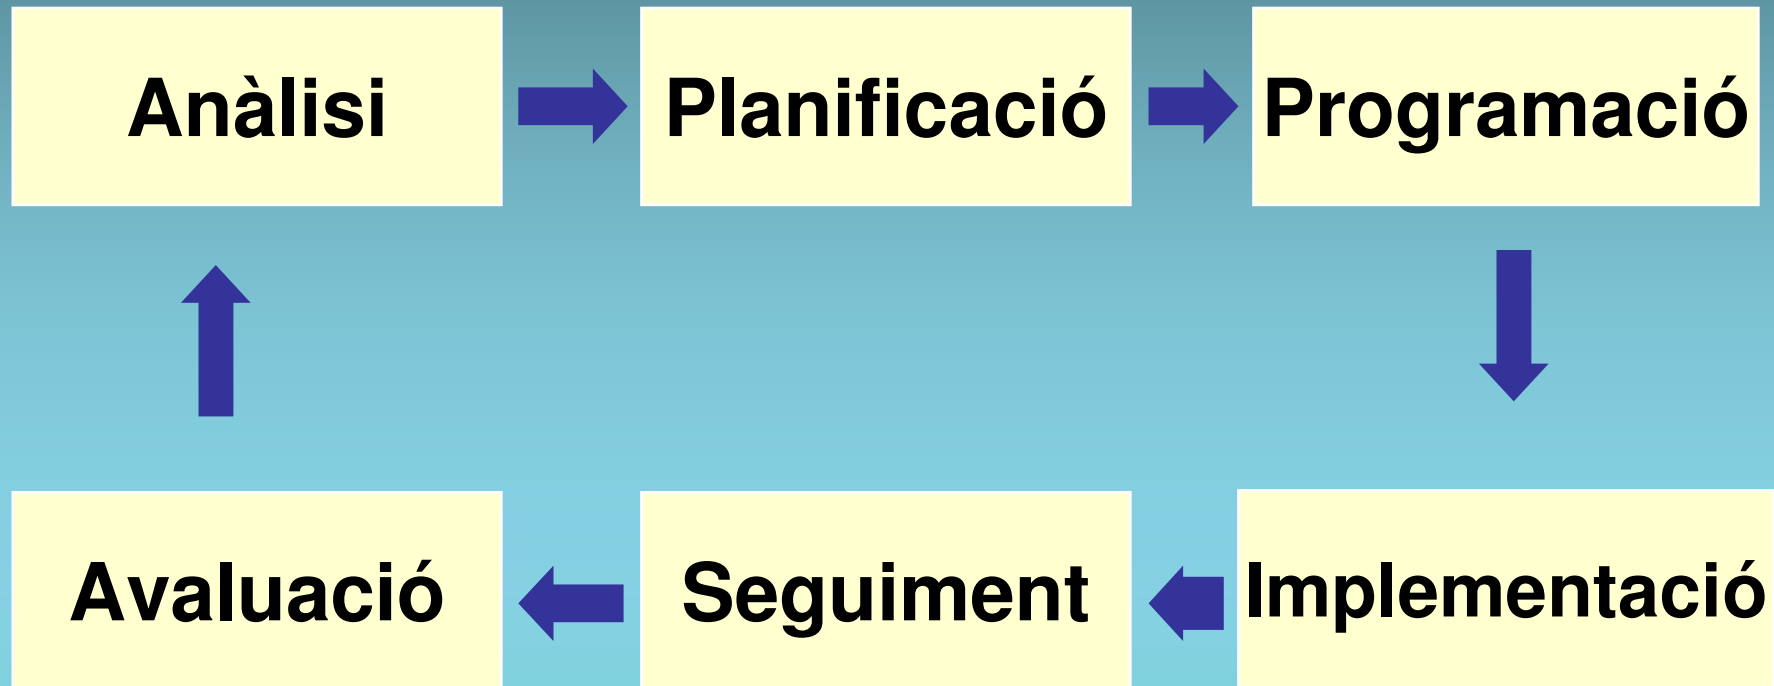 Anàlisi
Planificació
Programació
Avaluació
Seguiment
Implementació